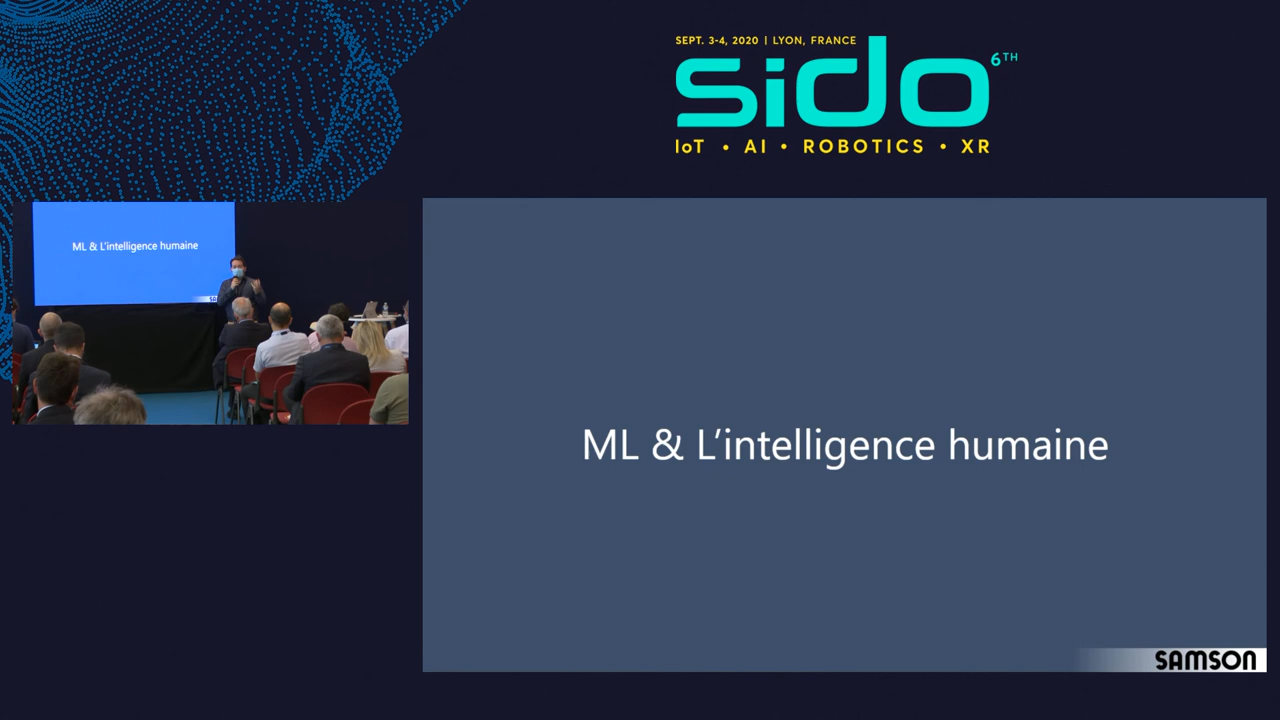 SEPT. 3-4, 2020 | LYON, FRANCE
sido 6TH
IoT • AI • ROBOTICS • XR
ML & L'intelligence humaine
ML & L’intelligence humaine
SAMSON